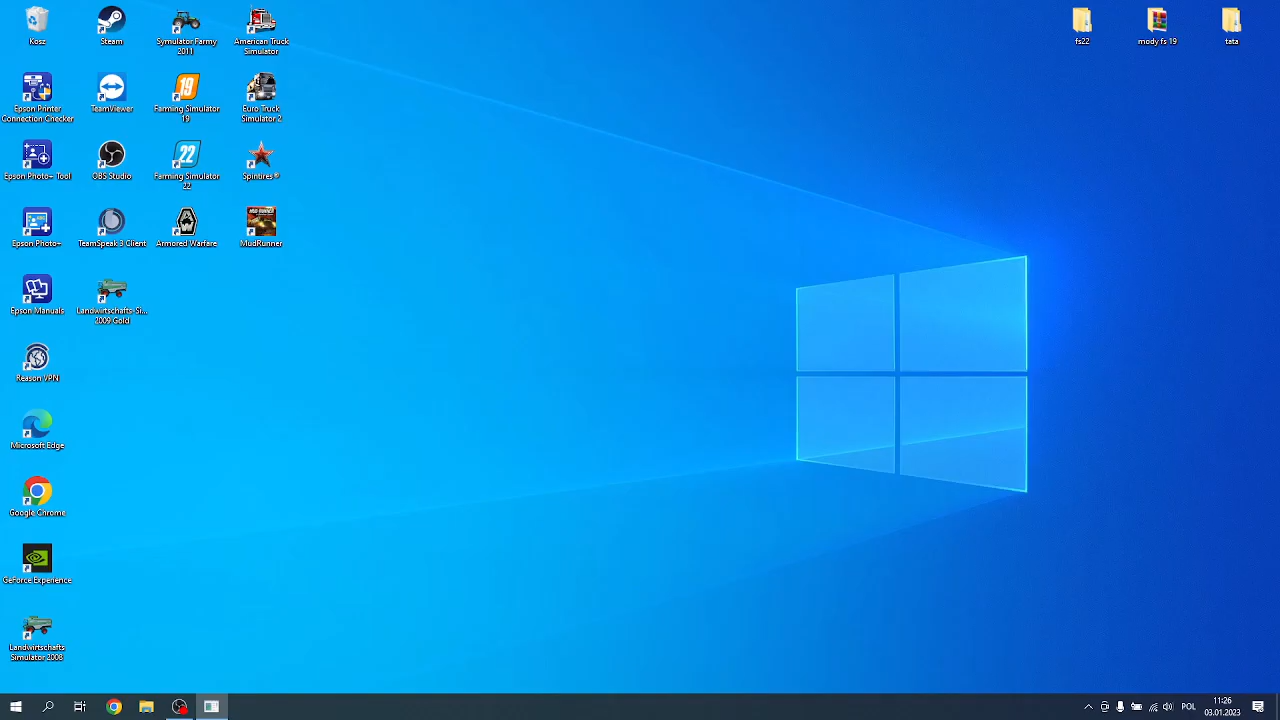 Kosz
Steam
Symulator Farmy
2011
American Truck
Simulator
fs22
mody fs 19
tata
Epson Printer
Connection Checker
TeamViewer
19
Farming Simulator
19
Euro Truck
Simulator 2
Epson Photo+ Tool
OBS Studio
22
Farming Simulator
22
Spintires®
Epson Photo+
TeamSpeak 3 Client
Armored Warfare
MudRunner
Epson Manuals
Landwirtschafts-Si...
2009 Gold
Reason VPN
Microsoft Edge
Google Chrome
GeForce Experience
Landwirtschafts
Simulator 2008
POL
11:26
03.01.2023